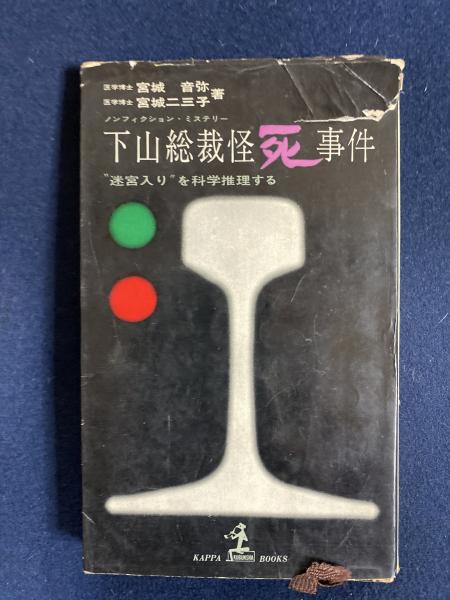 医学博士 宮城 音弥
医学博士 宮城二三子 著
ノンフィクション・ミステリー
下山総裁怪死事件
“迷宮入り”を科学推理する
KOBUNSHA
KAPPA BOOKS